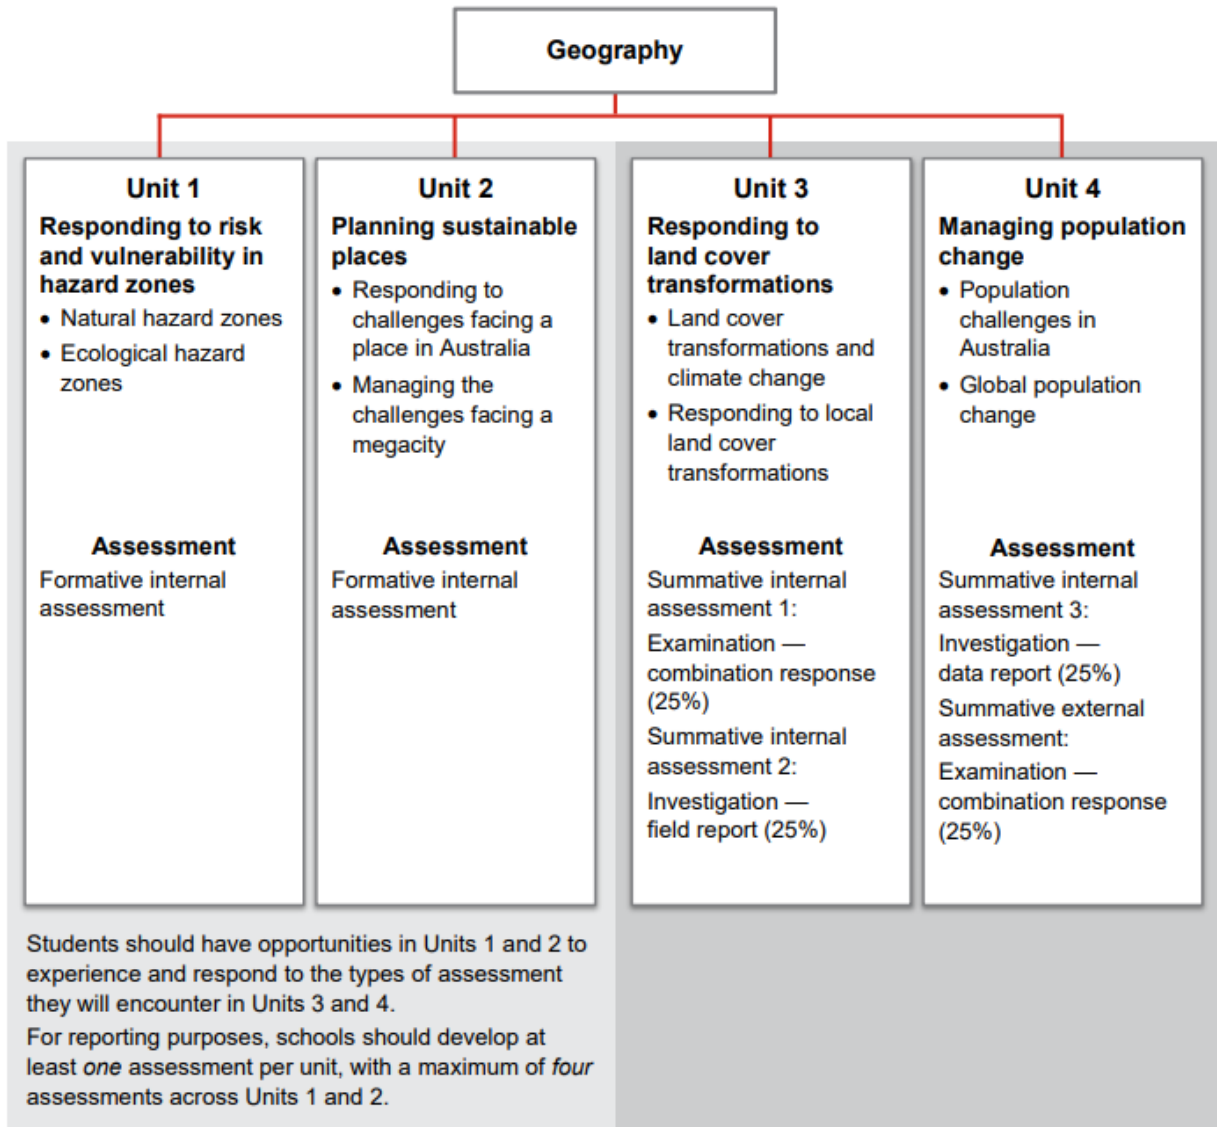 Geography
Unit 1
Responding to risk
and vulnerability in
hazard zones
• Natural hazard zones
• Ecological hazard
zones
Assessment
Formative internal
assessment
Unit 2
Planning sustainable
places
• Responding to
challenges facing a
place in Australia
• Managing the
challenges facing a
megacity
Assessment
Formative internal
assessment
Unit 3
Responding to
land cover
transformations
• Land cover
transformations and
climate change
• Responding to local
land cover
transformations
Assessment
Summative internal
assessment 1:
Examination —
combination response
(25%)
Summative internal
assessment 2:
Investigation —
field report (25%)
Unit 4
Managing population
change
• Population
challenges in
Australia
• Global population
change
Assessment
Summative internal
assessment 3:
Investigation —
data report (25%)
Summative external
assessment:
Examination —
combination response
(25%)
Students should have opportunities in Units 1 and 2 to
experience and respond to the types of assessment
they will encounter in Units 3 and 4.
For reporting purposes, schools should develop at
least one assessment per unit, with a maximum of four
assessments across Units 1 and 2.